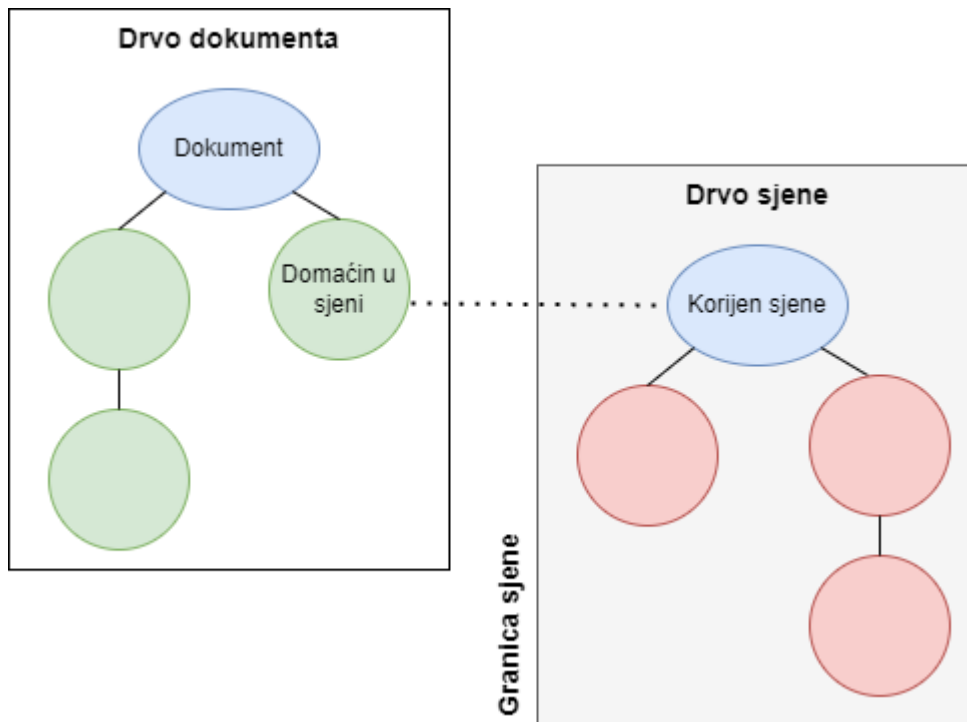 Drvo dokumenta
Dokument
Domaćin u
sjeni
Drvo sjene
Korijen sjene
Granica sjene